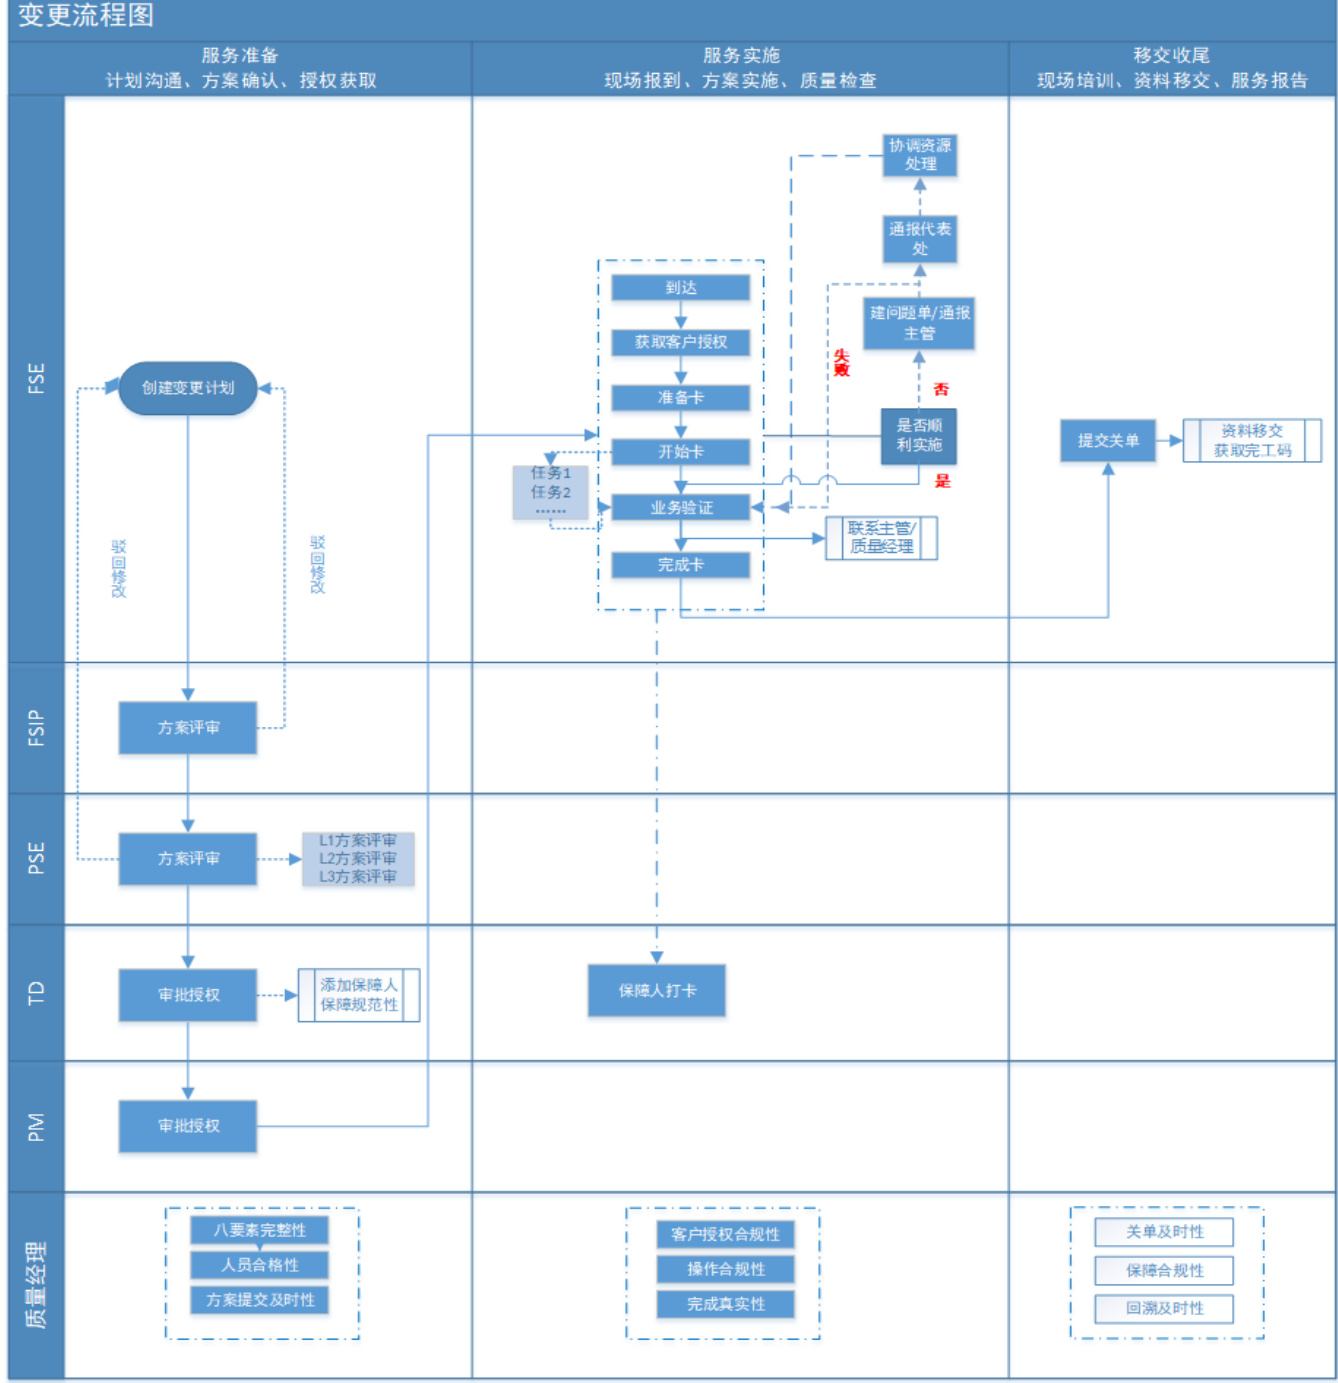 变更流程图
服务准备
计划沟通、方案确认、授权获取
服务实施
现场报到、方案实施、质量检查
移交收尾
现场培训、资料移交、服务报告
FSE
创建变更计划
驳回修改
驳回修改
协调资源
处理
通报代表
处
建问题单/通报
主管
失败
否
是否顺
利实施
是
到达
获取客户授权
准备卡
开始卡
任务1
任务2
……
业务验证
联系主管/
质量经理
完成卡
提交关单
资料移交
获取完工码
FSIP
方案评审
PSE
方案评审
L1方案评审
L2方案评审
L3方案评审
TD
审批授权
添加保障人
保障规范性
保障人打卡
PM
审批授权
质量经理
八要素完整性
人员合格性
方案提交及时性
客户授权合规性
操作合规性
完成真实性
关单及时性
保障合规性
回溯及时性